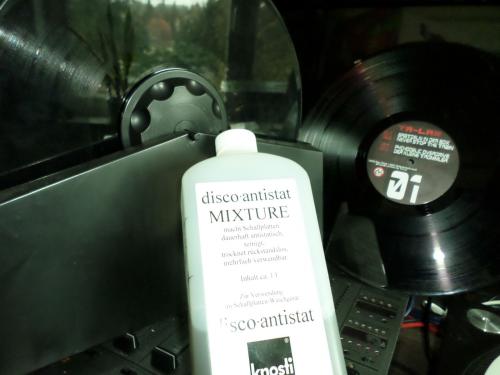 disco·antistat
MIXTURE
macht Schallplatten
dauerhaft antistatisch,
reinigt,
trocknet rückstandslos,
mehrfach verwendbar.
Inhalt ca. 1 l
Zur Verwendung
im Schallplatten-Waschgerät
disco·antistat
knosti
01